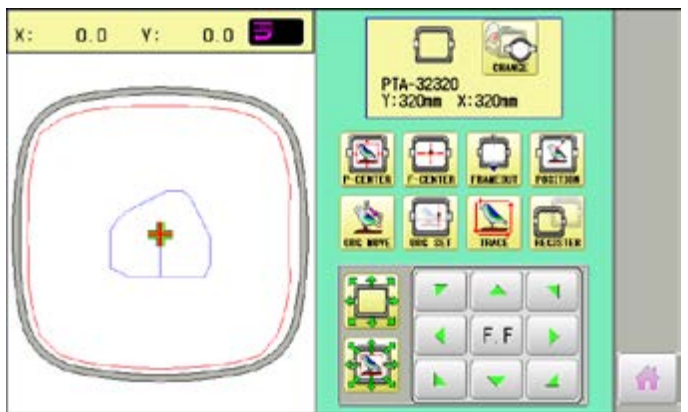 X: 0.0 Y: 0.0
CHANGE
PTA-32320
Y:320mm X:320mm
P-CENTER F-CENTER FRAMEOUT POSITION
ORG MOVE ORG SET TRACE REGISTER
F.F